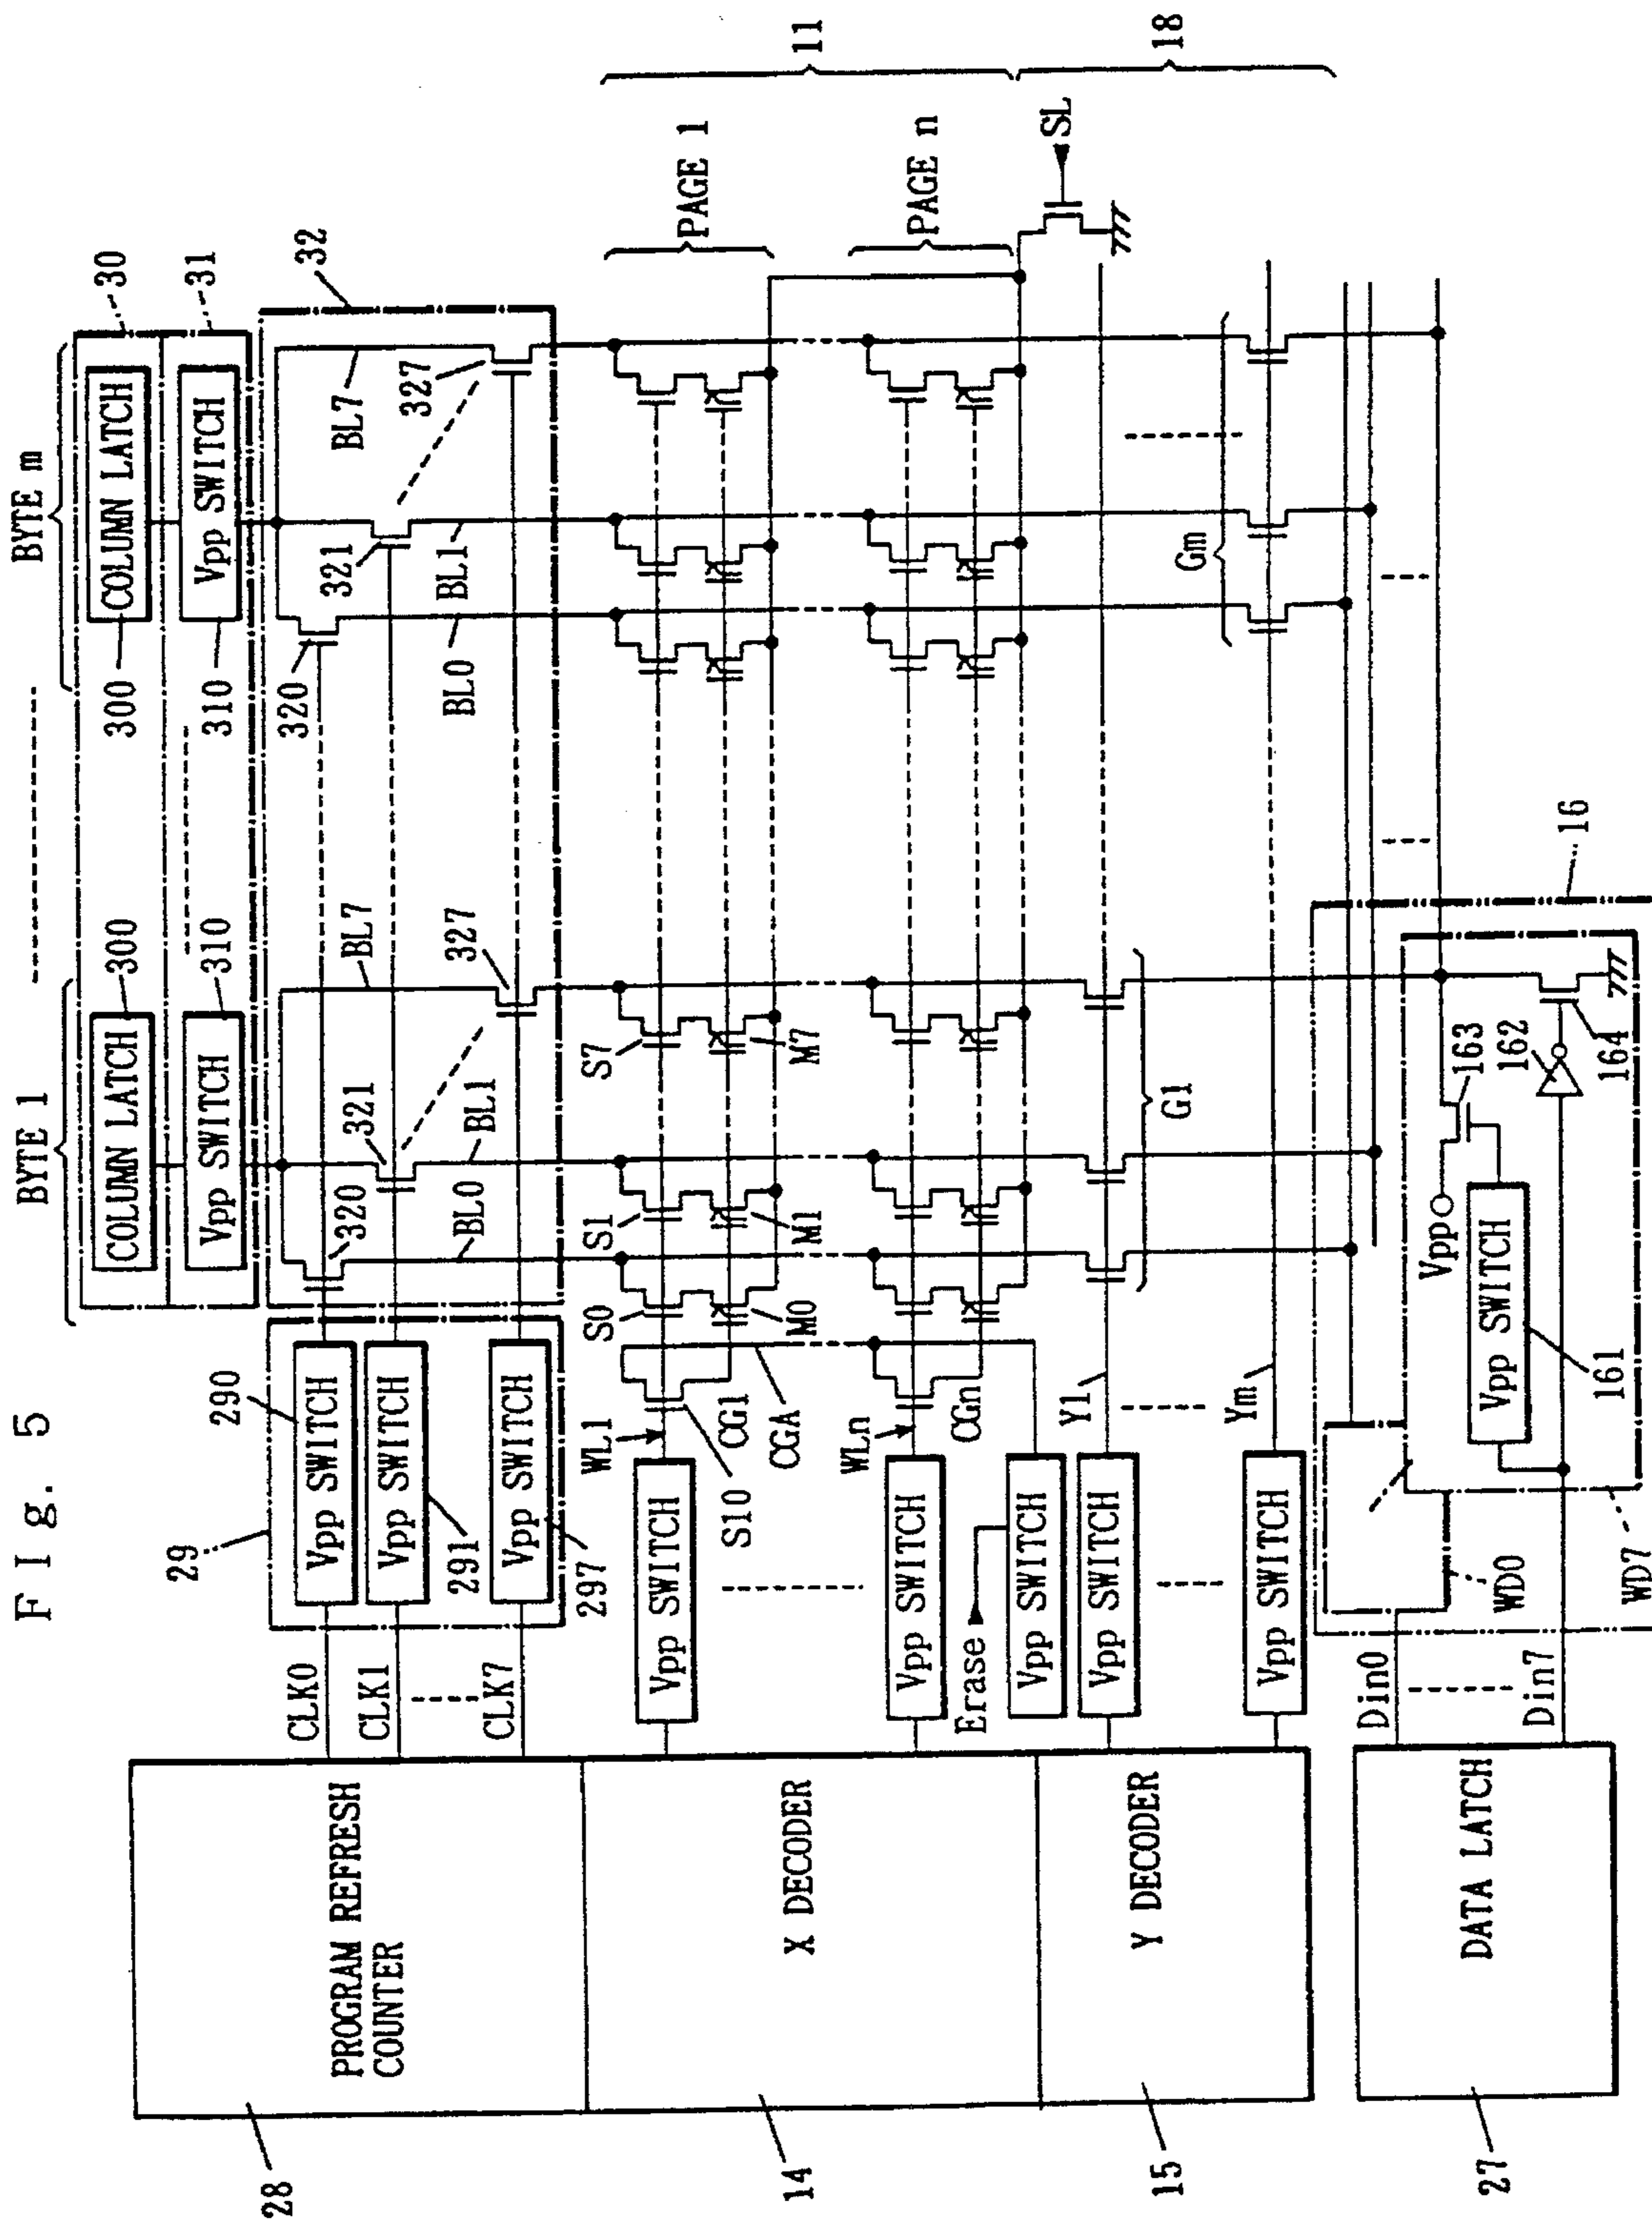 FIg. 5
BYTE 1
BYTE m
COLUMN LATCH
300
COLUMN LATCH
300
30
Vpp SWITCH
310
Vpp SWITCH
310
31
29
290
Vpp SWITCH
Vpp SWITCH
291
Vpp SWITCH
297
CLK0
CLK1
CLK7
320
321
BL7
327
BL0
BL1
320
321
BL7
327
BL0
BL1
32
28
PROGRAM REFRESH
COUNTER
14
X DECODER
15
Y DECODER
27
DATA LATCH
WL1
Vpp SWITCH
S10
CG1
CGA
S0
M0
S1
M1
S7
M7
PAGE 1
11
WLn
Vpp SWITCH
CGn
PAGE n
Erase
Vpp SWITCH
SL
Vpp SWITCH
Y1
G1
18
Vpp SWITCH
Ym
Gm
Din0
Din7
WD0
WD7
16
Vpp
Vpp SWITCH
161
162
163
164